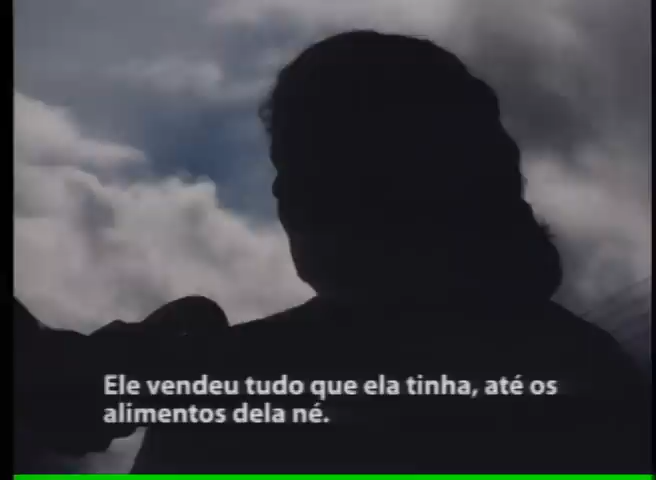 Ele vendeu tudo que ela tinha, até os
alimentos dela né.